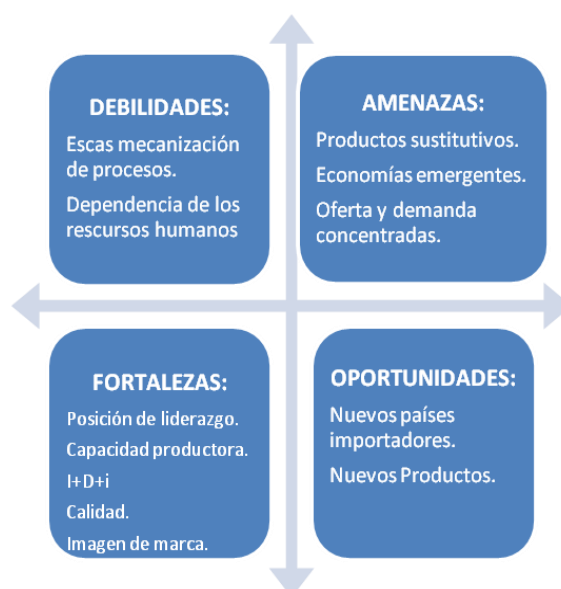 DEBILIDADES:
Escas mecanización
de procesos.
Dependencia de los
rescursos humanos
AMENAZAS:
Productos sustitutivos.
Economías emergentes.
Oferta y demanda
concentradas.
FORTALEZAS:
Posición de liderazgo.
Capacidad productora.
I+D+i
Calidad.
Imagen de marca.
OPORTUNIDADES:
Nuevos países
importadores.
Nuevos Productos.